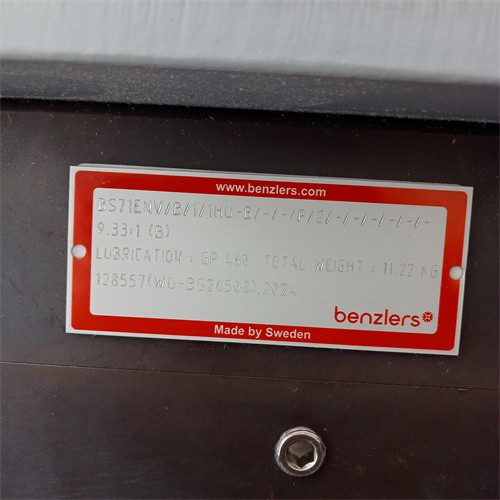 www.benzlers.com
BS71ENV/B/1/1HU-B/-/-/P/2/-/-/-/-/-/-
9.33:1 (B)
LUBRICATION : GP 460 TOTAL WEIGHT : 11.22 KG
128557(WO-BG26508).2024
benzlers
Made by Sweden